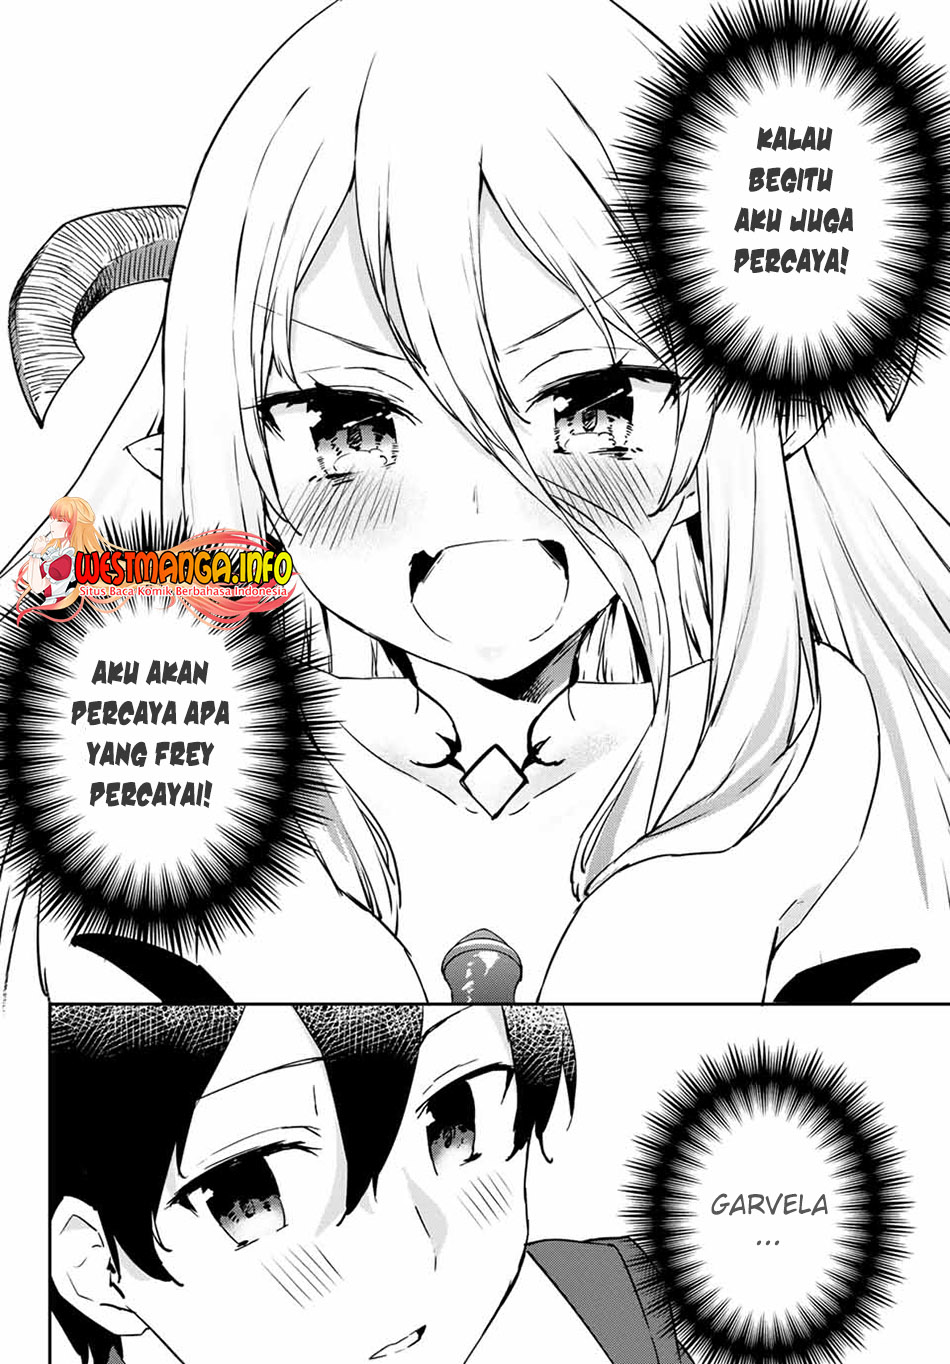 KALAU
BEGITU
AKU JUGA
PERCAYA!
WESTMANGA.INFO
Situs Baca Komik Berbahasa Indonesia
AKU AKAN
PERCAYA APA
YANG FREY
PERCAYAI!
GARVELA
...